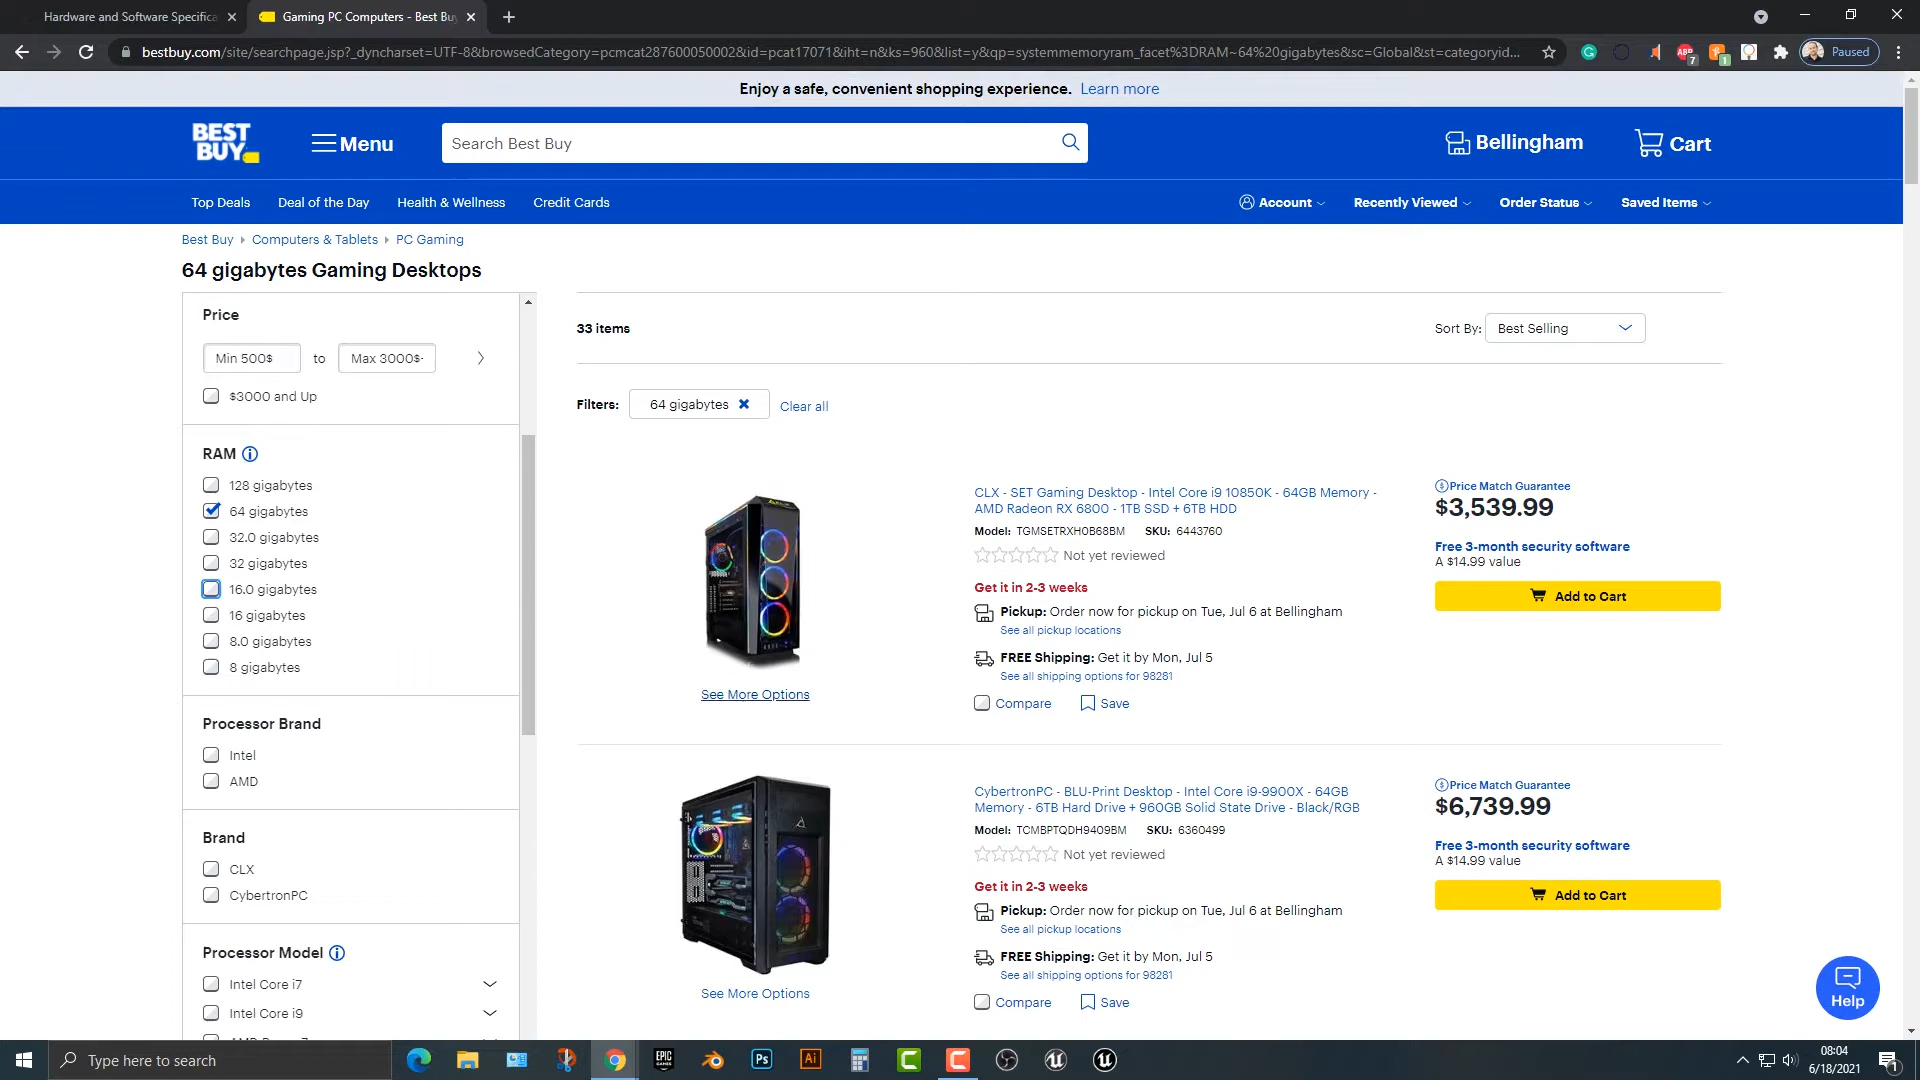 Hardware and Software Specifica
Gaming PC Computers - Best Buy
bestbuy.com/site/searchpage.jsp?_dyncharset=UTF-8&browsedCategory=pcmcat287600050002&id=pcat17071&iht=n&ks=960&list=y&qp=systemmemoryram_facet%3DRAM~64%20gigabytes&sc=Global&st=categoryid...
ABP
7
1
Paused
Enjoy a safe, convenient shopping experience. Learn more
BEST BUY
Menu
Search Best Buy
Bellingham
Cart
Top Deals
Deal of the Day
Health & Wellness
Credit Cards
Account
Recently Viewed
Order Status
Saved Items
Best Buy
Computers & Tablets
PC Gaming
64 gigabytes Gaming Desktops
Price
Min 500$ to Max 3000$-
$3000 and Up
RAM
128 gigabytes
64 gigabytes
32.0 gigabytes
32 gigabytes
16.0 gigabytes
16 gigabytes
8.0 gigabytes
8 gigabytes
Processor Brand
Intel
AMD
Brand
CLX
CybertronPC
Processor Model
Intel Core i7
Intel Core i9
33 items
Sort By: Best Selling
Filters: 64 gigabytes Clear all
CLX - SET Gaming Desktop - Intel Core i9 10850K - 64GB Memory -
AMD Radeon RX 6800 - 1TB SSD + 6TB HDD
Model: TGMSETRXH0B68BM SKU: 6443760
Not yet reviewed
Get it in 2-3 weeks
Pickup: Order now for pickup on Tue, Jul 6 at Bellingham
See all pickup locations
FREE Shipping: Get it by Mon, Jul 5
See all shipping options for 98281
Compare Save
See More Options
Price Match Guarantee
$3,539.99
Free 3-month security software
A $14.99 value
Add to Cart
CybertronPC - BLU-Print Desktop - Intel Core i9-9900X - 64GB
Memory - 6TB Hard Drive + 960GB Solid State Drive - Black/RGB
Model: TCMBPTQDH9409BM SKU: 6360499
Not yet reviewed
Get it in 2-3 weeks
Pickup: Order now for pickup on Tue, Jul 6 at Bellingham
See all pickup locations
FREE Shipping: Get it by Mon, Jul 5
See all shipping options for 98281
Compare Save
See More Options
Price Match Guarantee
$6,739.99
Free 3-month security software
A $14.99 value
Add to Cart
Help
Type here to search
EPIC GAMES
Ps
Ai
08:04
6/18/2021
1